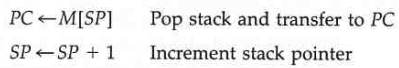 PC ← M[SP] Pop stack and transfer to PC
SP ← SP + 1 Increment stack pointer